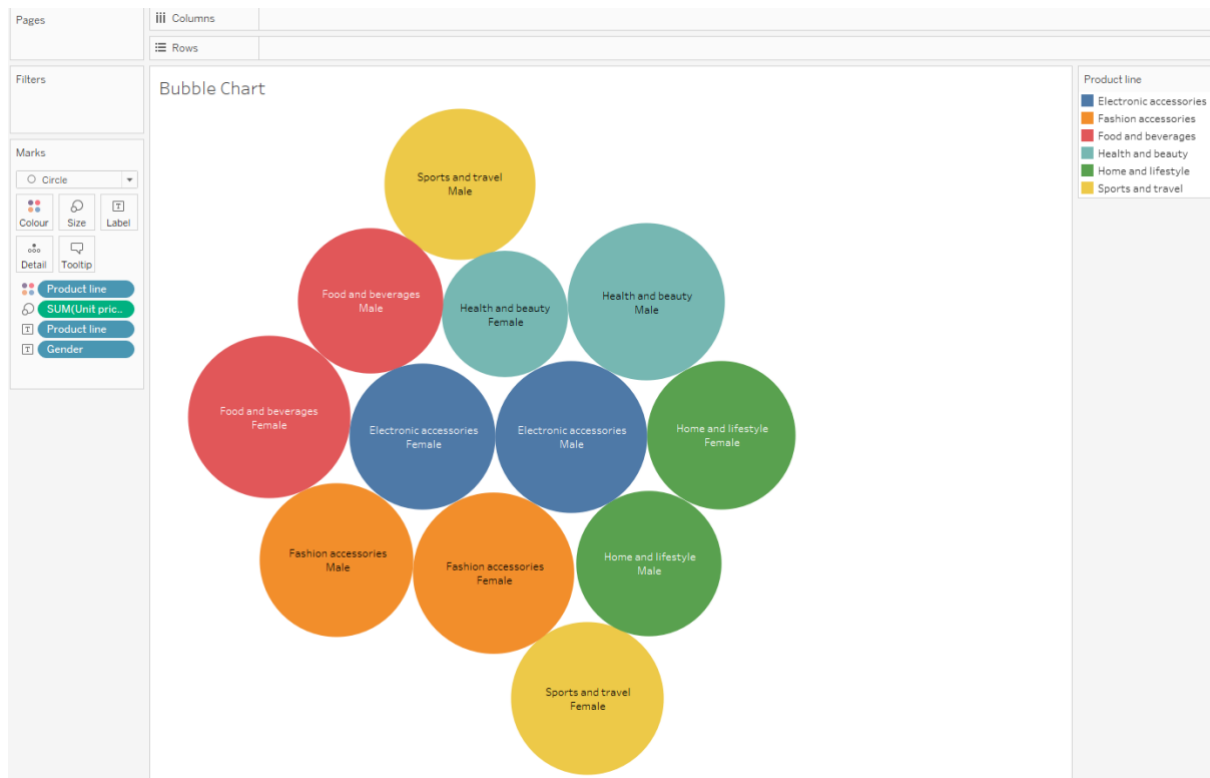 Pages
Columns
Rows
Filters
Marks
Circle
Colour
Size
Label
Detail
Tooltip
Product line
SUM(Unit pric..
Product line
Gender
Bubble Chart
Sports and travel
Male
Food and beverages
Male
Health and beauty
Female
Health and beauty
Male
Food and beverages
Female
Electronic accessories
Female
Electronic accessories
Male
Home and lifestyle
Female
Fashion accessories
Male
Fashion accessories
Female
Home and lifestyle
Male
Sports and travel
Female
Product line
Electronic accessories
Fashion accessories
Food and beverages
Health and beauty
Home and lifestyle
Sports and travel